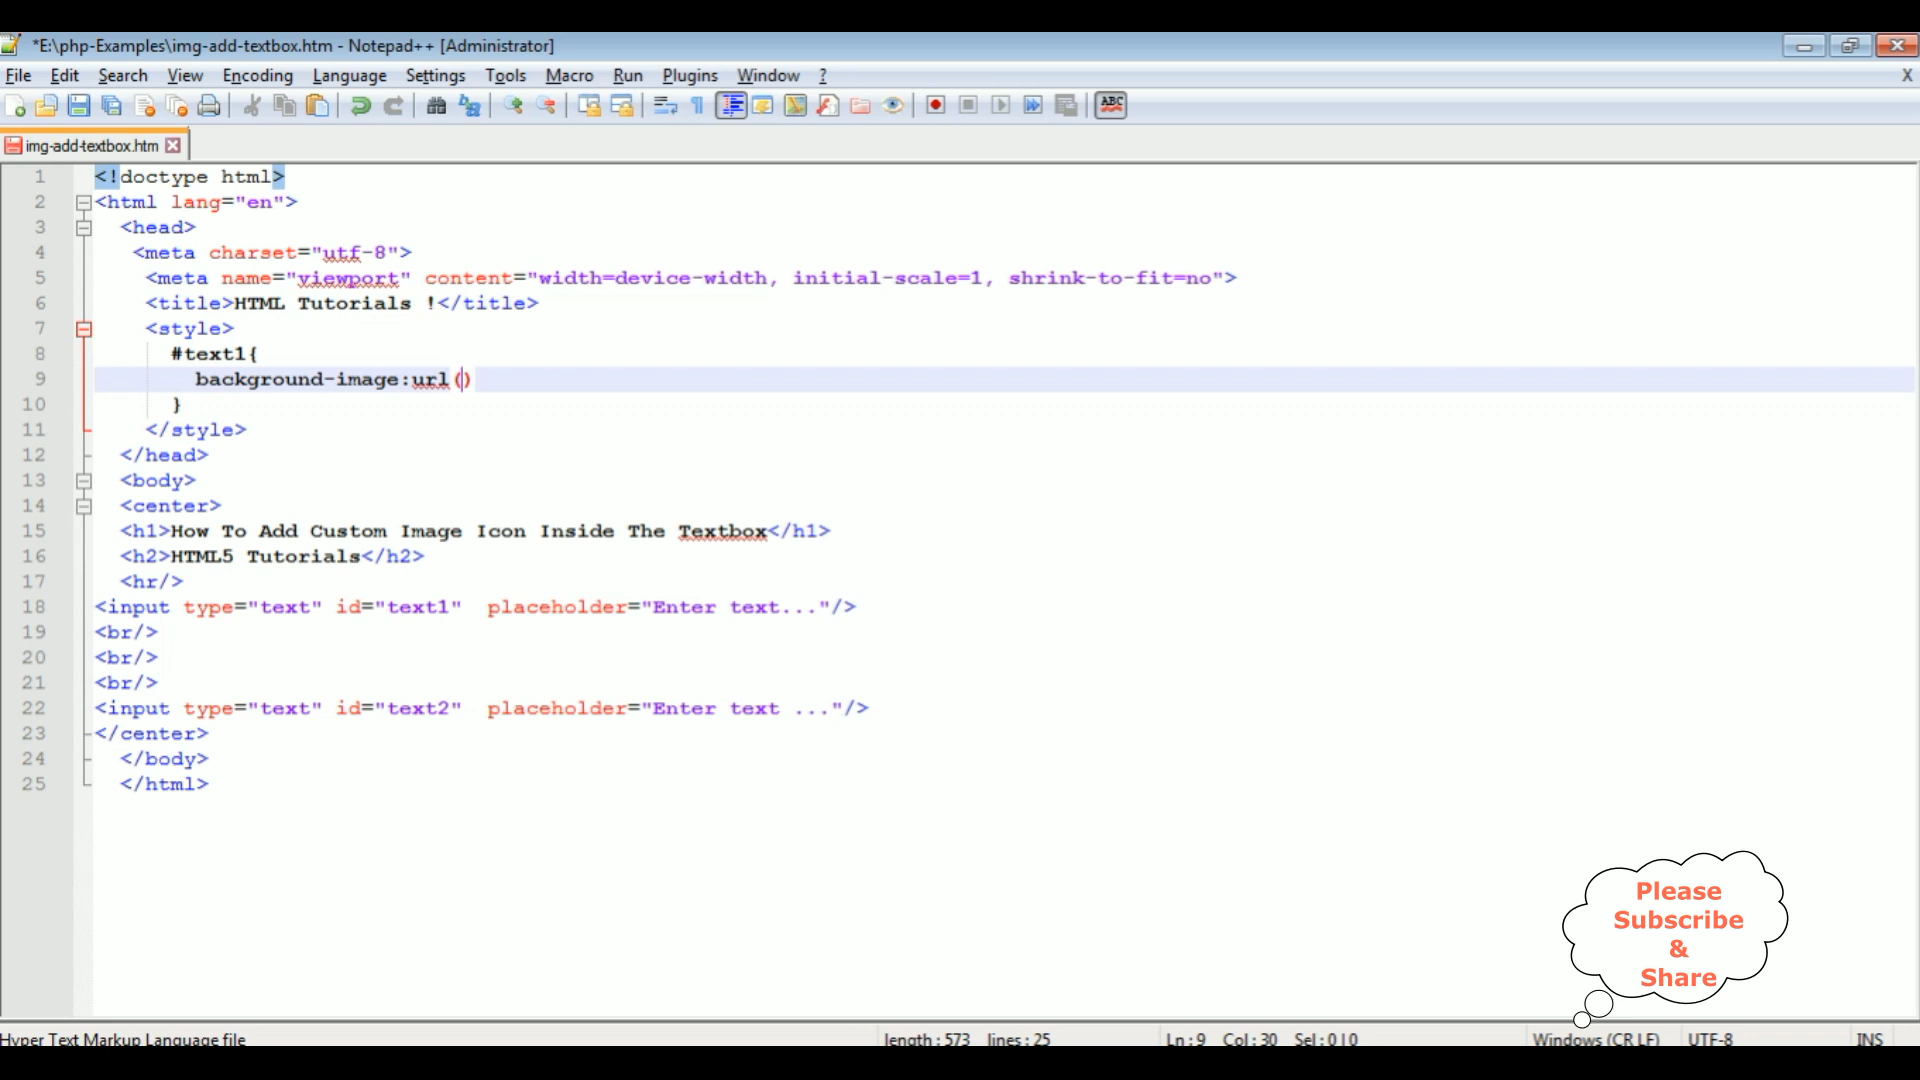 *E:\php-Examples\img-add-textbox.htm - Notepad++ [Administrator]
File Edit Search View Encoding Language Settings Tools Macro Run Plugins Window ? X
ABC
img-add-textbox.htm
1 <!doctype html>
2 <html lang="en">
3 <head>
4 <meta charset="utf-8">
5 <meta name="viewport" content="width=device-width, initial-scale=1, shrink-to-fit=no">
6 <title>HTML Tutorials !</title>
7 <style>
8 #text1{
9 background-image:url()
10 }
11 </style>
12 </head>
13 <body>
14 <center>
15 <h1>How To Add Custom Image Icon Inside The Textbox</h1>
16 <h2>HTML5 Tutorials</h2>
17 <hr/>
18 <input type="text" id="text1"  placeholder="Enter text..."/>
19 <br/>
20 <br/>
21 <br/>
22 <input type="text" id="text2"  placeholder="Enter text ..."/>
23 </center>
24 </body>
25 </html>
Please
Subscribe
&
Share
Hyper Text Markup Language file length : 573 lines : 25 Ln : 9 Col : 30 Sel : 0 | 0 Windows (CR LF) UTF-8 INS